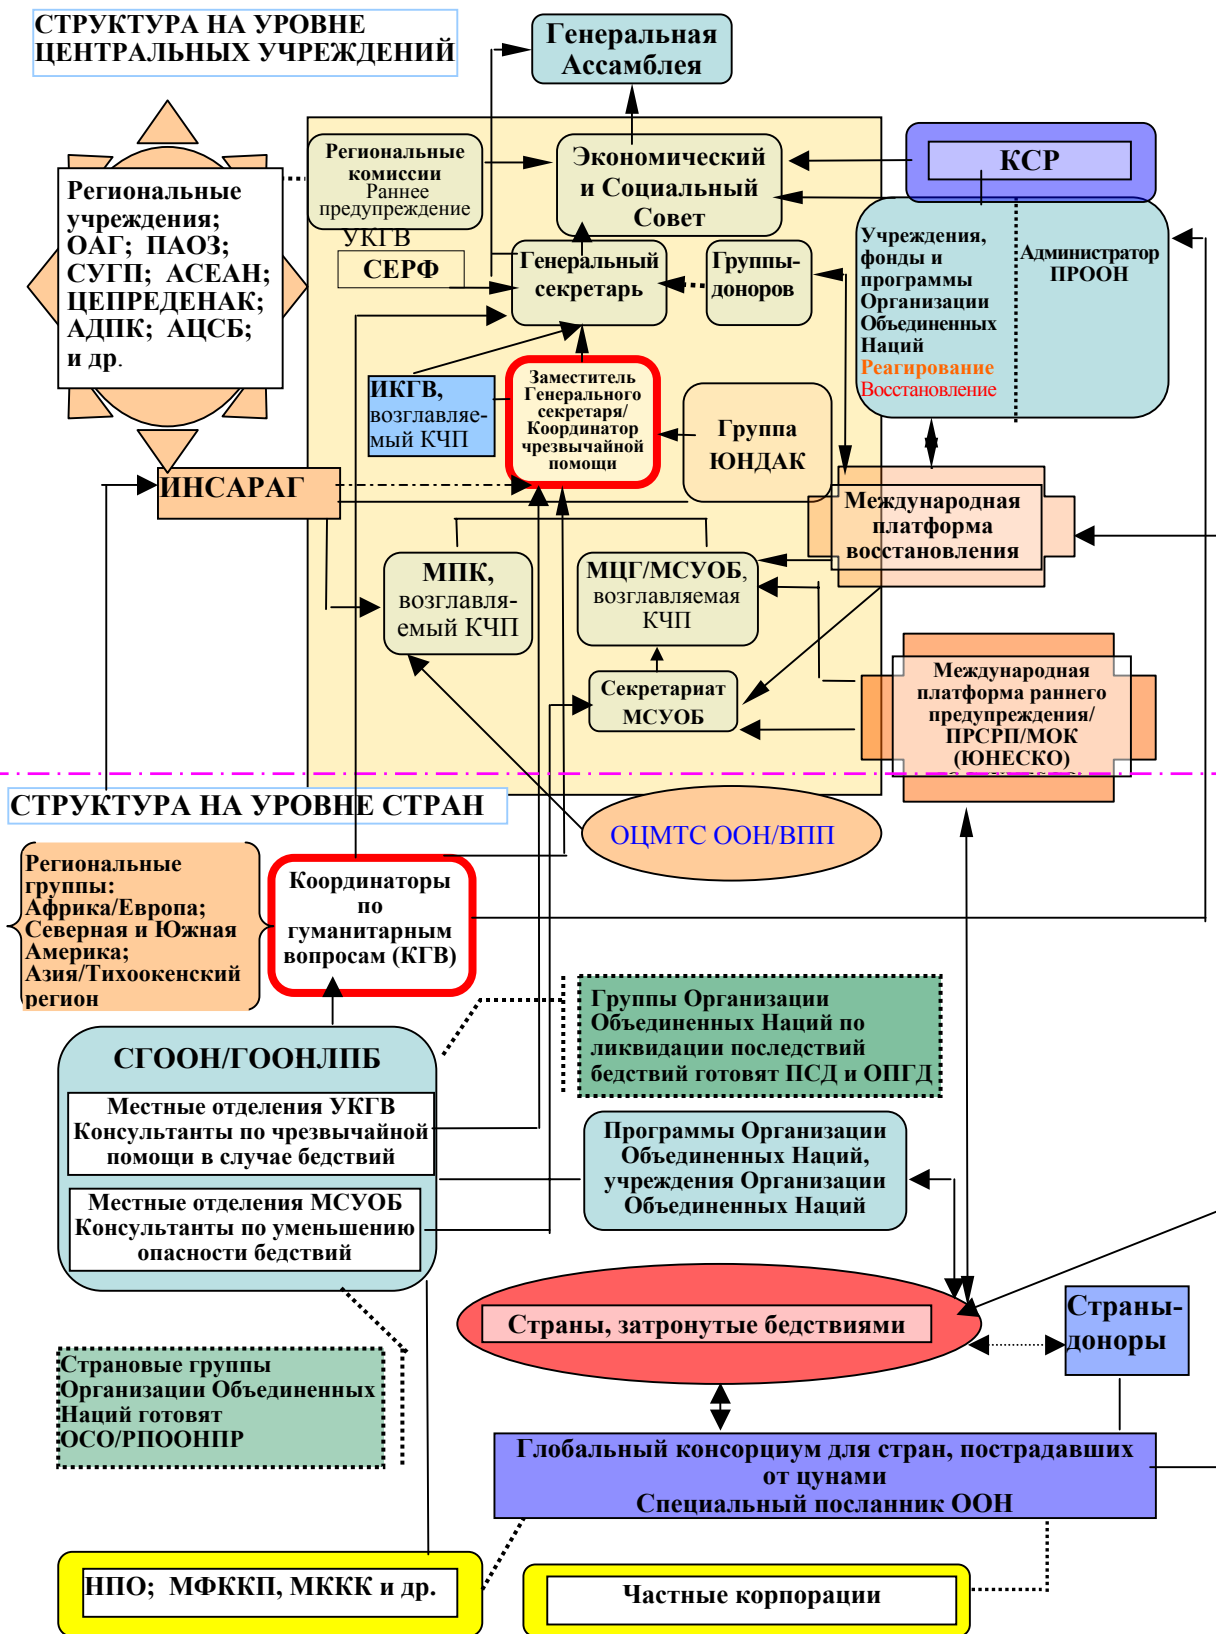 СТРУКТУРА НА УРОВНЕ
ЦЕНТРАЛЬНЫХ УЧРЕЖДЕНИЙ
Генеральная
Ассамблея
Региональные
комиссии
Раннее
предупреждение
Экономический
и Социальный
Совет
КСР
Региональные
учреждения;
ОАГ; ПАОЗ;
СУГП; АСЕАН;
ЦЕПРЕДЕНАК;
АДПК; АЦСБ;
и др.
УКГВ
СЕРФ
Генеральный
секретарь
Группы-
доноров
Учреждения,
фонды и
программы
Организации
Объединенных
Наций
Реагирование
Восстановление
Администратор
ПРООН
ИКГВ,
возглавляе-
мый КЧП
Заместитель
Генерального
секретаря/
Координатор
чрезвычайной
помощи
Группа
ЮНДАК
ИНСАРАГ
Международная
платформа
восстановления
МПК,
возглавля-
емый КЧП
МЦГ/МСУОБ,
возглавляемая
КЧП
Секретариат
МСУОБ
Международная
платформа раннего
предупреждения/
ПРСРП/МОК
(ЮНЕСКО)
СТРУКТУРА НА УРОВНЕ СТРАН
ОЦМТС ООН/ВПП
Региональные
группы:
Африка/Европа;
Северная и Южная
Америка;
Азия/Тихоокенский
регион
Координаторы
по
гуманитарным
вопросам (КГВ)
Группы Организации
Объединенных Наций по
ликвидации последствий
бедствий готовят ПСД и ОПГД
СГООН/ГООНЛПБ
Местные отделения УКГВ
Консультанты по чрезвычайной
помощи в случае бедствий
Местные отделения МСУОБ
Консультанты по уменьшению
опасности бедствий
Программы Организации
Объединенных Наций,
учреждения Организации
Объединенных Наций
Страны, затронутые бедствиями
Страны-
доноры
Страновые группы
Организации Объединенных
Наций готовят
ОСО/РПООНПР
Глобальный консорциум для стран, пострадавших
от цунами
Специальный посланник ООН
НПО; МФККП, МККК и др.
Частные корпорации